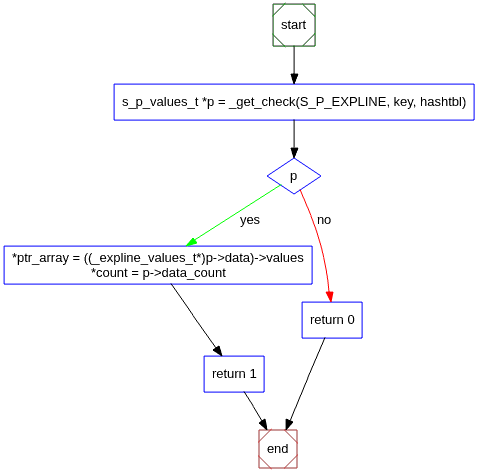 start
s_p_values_t *p = _get_check(S_P_EXPLINE, key, hashtbl)
p
yes
no
*ptr_array = ((_expline_values_t*)p->data)->values
*count = p->data_count
return 0
return 1
end